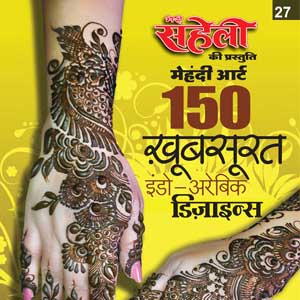 27
मेरी
सहेली
की प्रस्तुति
मेहंदी आर्ट
150
ख़ूबसूरत
इंडो-अरेबिक
डिज़ाइन्स